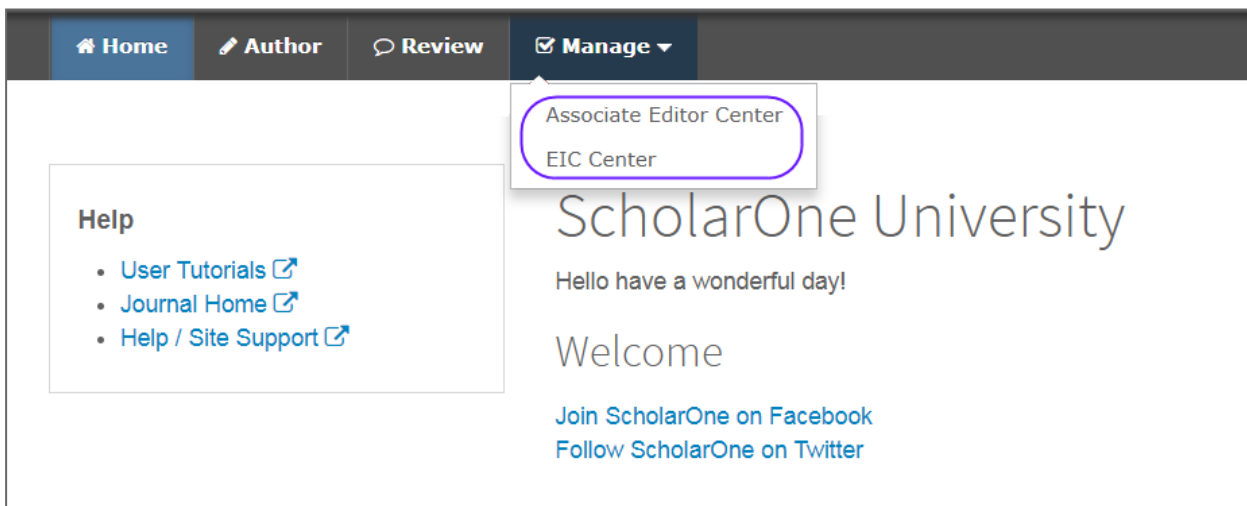 Home Author Review Manage
Associate Editor Center
EIC Center
Help
User Tutorials
Journal Home
Help / Site Support
ScholarOne University
Hello have a wonderful day!
Welcome
Join ScholarOne on Facebook
Follow ScholarOne on Twitter